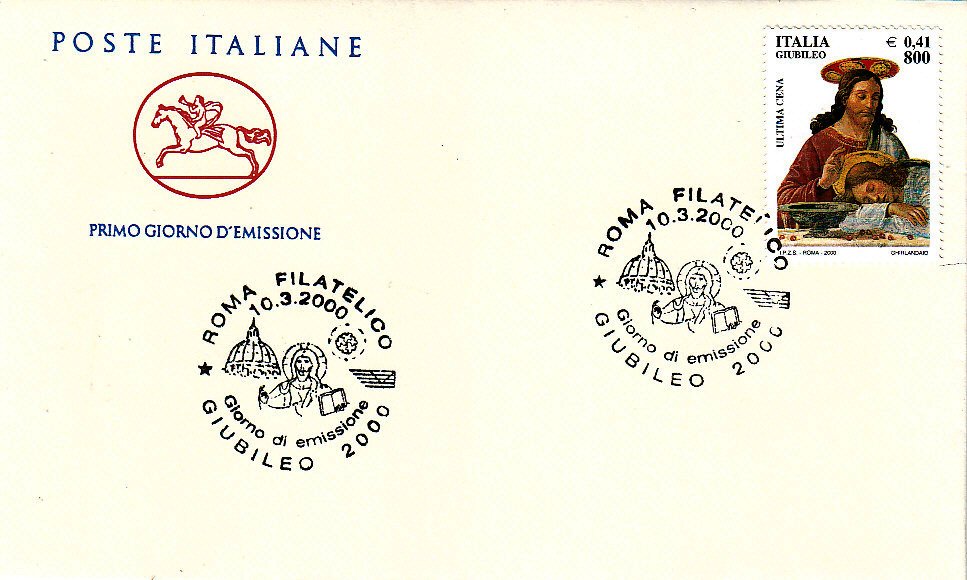 POSTE ITALIANE
PRIMO GIORNO D'EMISSIONE
ITALIA € 0,41
GIUBILEO 800
ULTIMA CENA
I.P.Z.S. - ROMA - 2000 GHIRLANDAIO
ROMA FILATELICO
10.3.2000
Giorno di emissione
★ GIUBILEO 2000
ROMA FILATELICO
10.3.2000
Giorno di emissione
★ GIUBILEO 2000